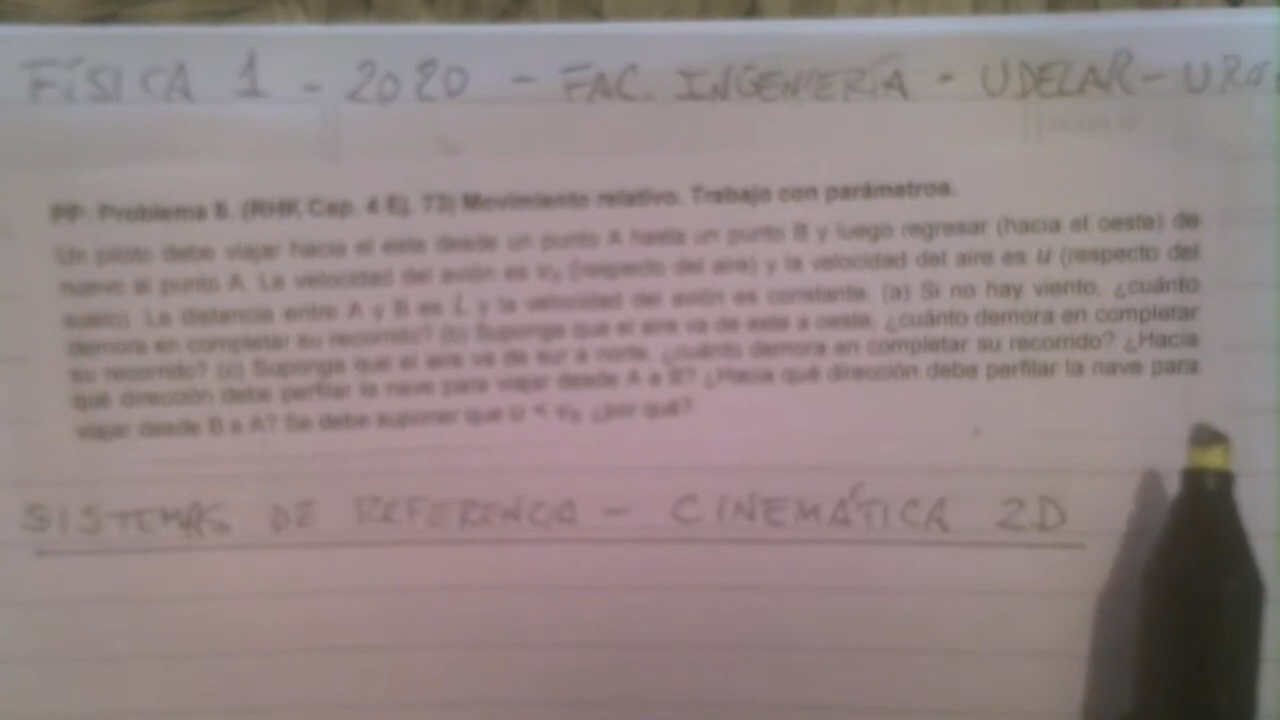 FÍSICA 1 - 2020 - FAC. INGENIERÍA - UDELAR - URG
PP. Problema 8. (RHK Cap. 4 Ej. 73) Movimiento relativo. Trabajo con parámetros.
Un piloto debe viajar hacia el este desde un punto A hasta un punto B y luego regresar (hacia el oeste) de
nuevo al punto A. La velocidad del avión es v (respecto del aire) y la velocidad del aire es u (respecto del
suelo). La distancia entre A y B es L y la velocidad del avión es constante. (a) Si no hay viento, ¿cuánto
demora en completar su recorrido? (b) Suponga que el aire va de este a oeste, ¿cuánto demora en completar
su recorrido? (c) Suponga que el aire va de sur a norte, ¿cuánto demora en completar su recorrido? ¿Hacia
qué dirección debe perfilar la nave para viajar desde A a B? ¿Hacia qué dirección debe perfilar la nave para
viajar desde B a A? Se debe suponer que u < v, ¿por qué?
SISTEMAS DE REFERENCA - CINEMÁTICA 2D